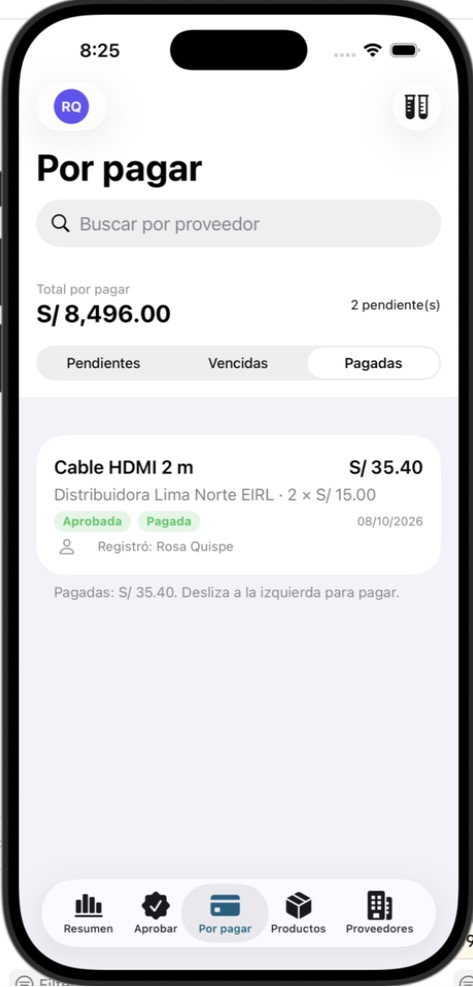 8:25
RQ
Por pagar
Buscar por proveedor
Total por pagar
S/ 8,496.00
2 pendiente(s)
Pendientes Vencidas Pagadas
Cable HDMI 2 m S/ 35.40
Distribuidora Lima Norte EIRL · 2 × S/ 15.00
Aprobada Pagada 08/10/2026
Registró: Rosa Quispe
Pagadas: S/ 35.40. Desliza a la izquierda para pagar.
Resumen Aprobar Por pagar Productos Proveedores